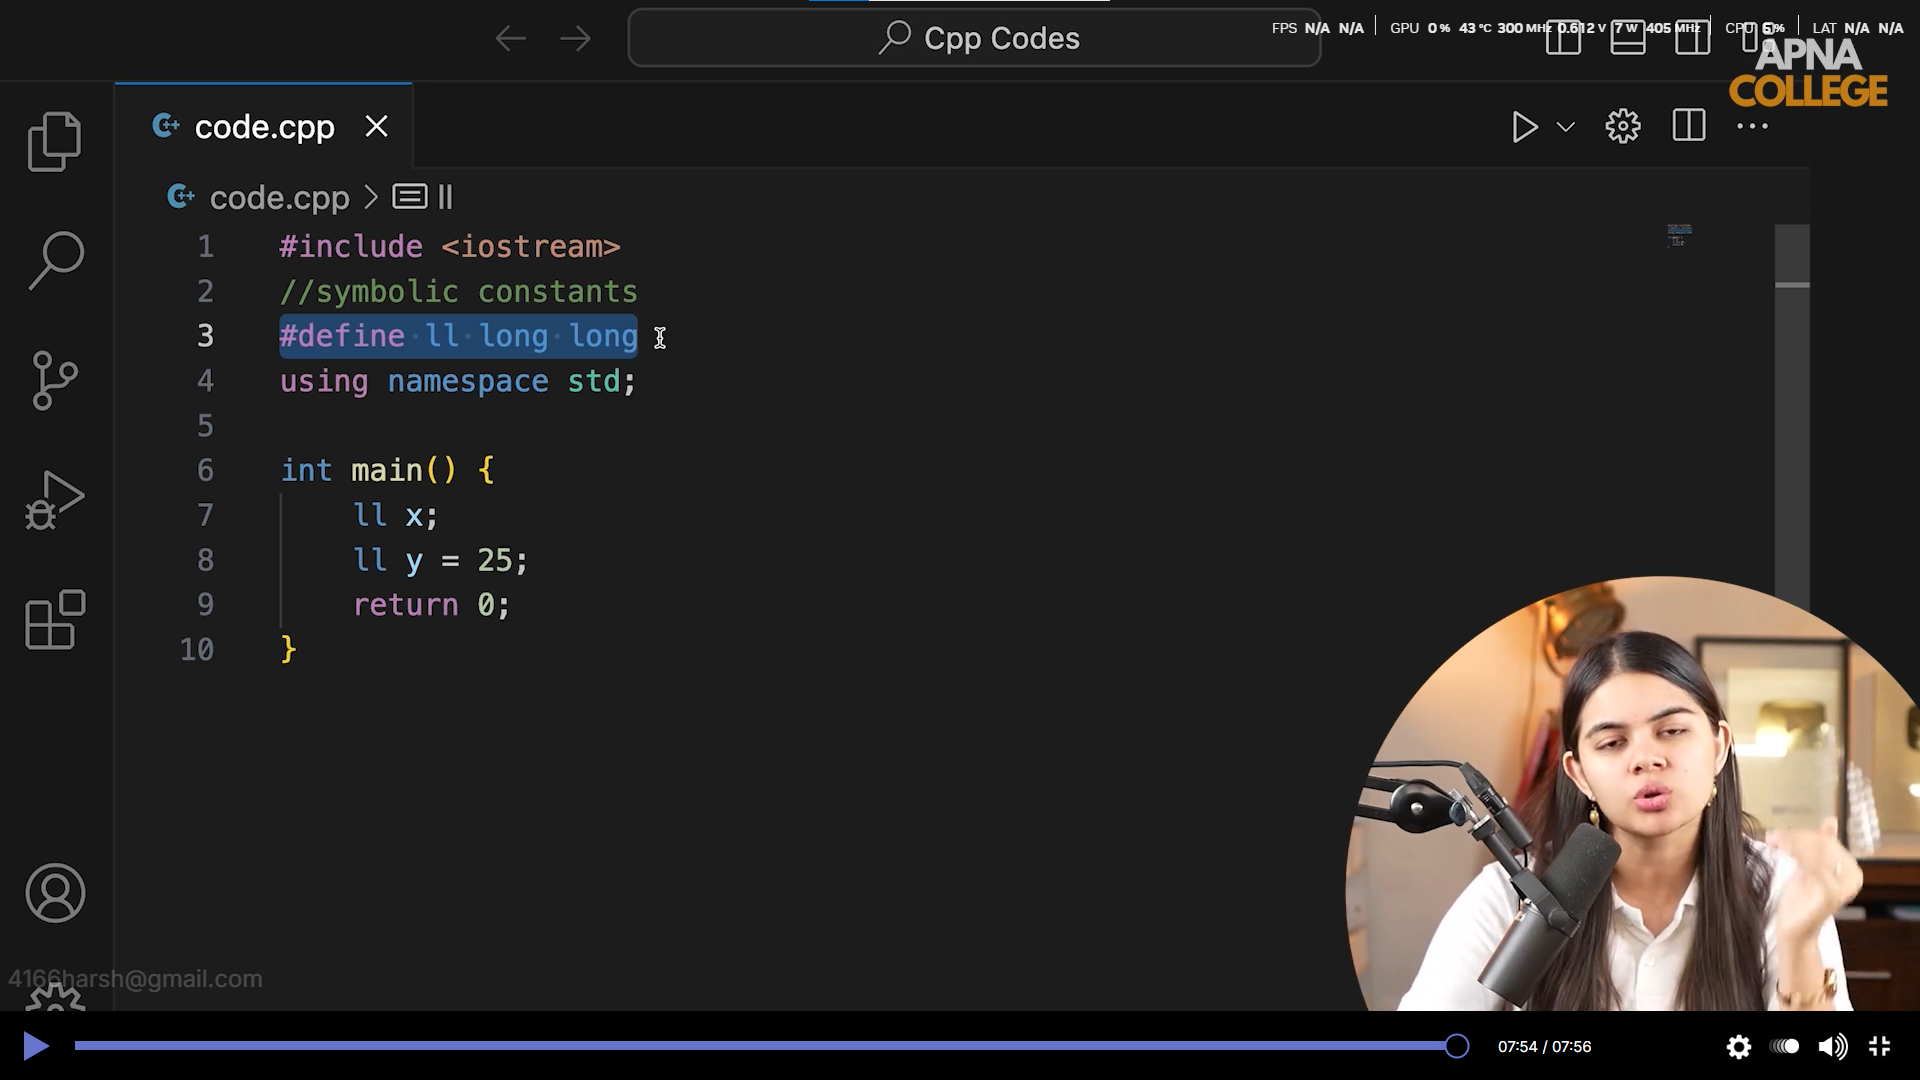 Cpp Codes
FPS N/A N/A GPU 0% 43 °C 300 MHz 0.612 V 7 W 405 MHz CPU 5% LAT N/A N/A
APNA
COLLEGE
code.cpp
code.cpp > ll
1 #include <iostream>
2 //symbolic constants
3 #define ll long long
4 using namespace std;
5
6 int main() {
7 ll x;
8 ll y = 25;
9 return 0;
10 }
4166harsh@gmail.com
07:54 / 07:56